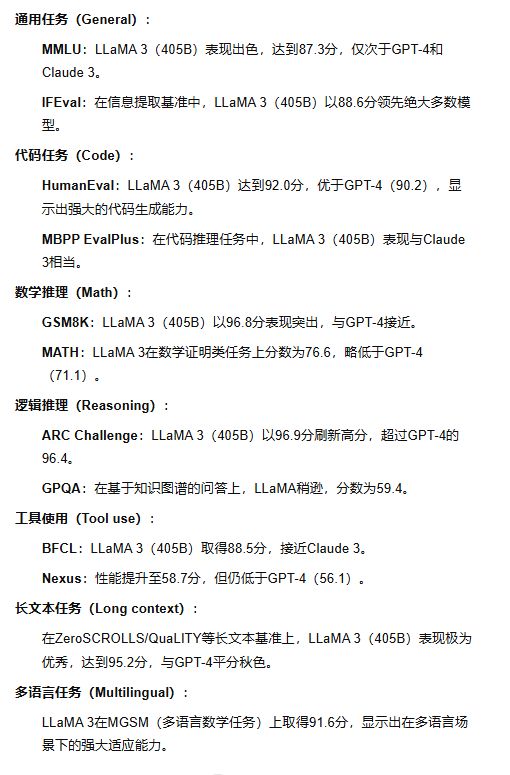 通用任务（General）：
MMLU：LLaMA 3（405B）表现出色，达到87.3分，仅次于GPT-4和
Claude 3。
IFEval：在信息提取基准中，LLaMA 3（405B）以88.6分领先绝大多数模
型。
代码任务（Code）：
HumanEval：LLaMA 3（405B）达到92.0分，优于GPT-4（90.2），显
示出强大的代码生成能力。
MBPP EvalPlus：在代码推理任务中，LLaMA 3（405B）表现与Claude
3相当。
数学推理（Math）：
GSM8K：LLaMA 3（405B）以96.8分表现突出，与GPT-4接近。
MATH：LLaMA 3在数学证明类任务上分数为76.6，略低于GPT-4
（71.1）。
逻辑推理（Reasoning）：
ARC Challenge：LLaMA 3（405B）以96.9分刷新高分，超过GPT-4的
96.4。
GPQA：在基于知识图谱的问答上，LLaMA稍逊，分数为59.4。
工具使用（Tool use）：
BFCL：LLaMA 3（405B）取得88.5分，接近Claude 3。
Nexus：性能提升至58.7分，但仍低于GPT-4（56.1）。
长文本任务（Long context）：
在ZeroSCROLLS/QuaLITY等长文本基准上，LLaMA 3（405B）表现极为
优秀，达到95.2分，与GPT-4平分秋色。
多语言任务（Multilingual）：
LLaMA 3在MGSM（多语言数学任务）上取得91.6分，显示出在多语言场
景下的强大适应能力。